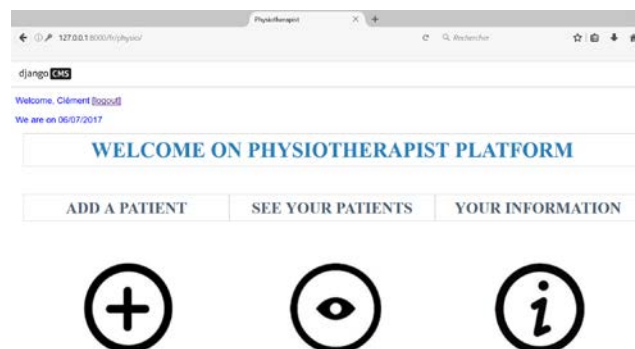 Physiotherapist
127.0.0.1:8000/fr/physio/
Rechercher
django CMS
Welcome, Clément [logout]
We are on 06/07/2017
WELCOME ON PHYSIOTHERAPIST PLATFORM
ADD A PATIENT SEE YOUR PATIENTS YOUR INFORMATION